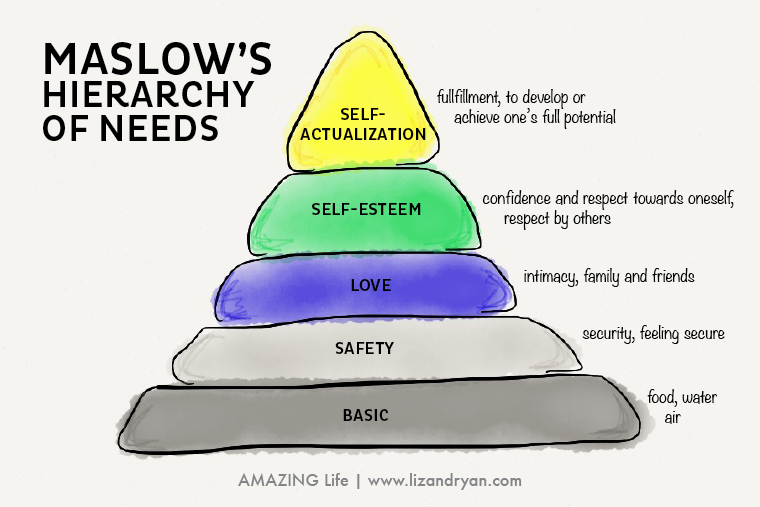 MASLOW'S
HIERARCHY
OF NEEDS
SELF-
ACTUALIZATION
fullfillment, to develop or
achieve one's full potential
SELF-ESTEEM
confidence and respect towards oneself,
respect by others
LOVE
intimacy, family and friends
SAFETY
security, feeling secure
BASIC
food, water
air
AMAZING Life | www.lizandryan.com